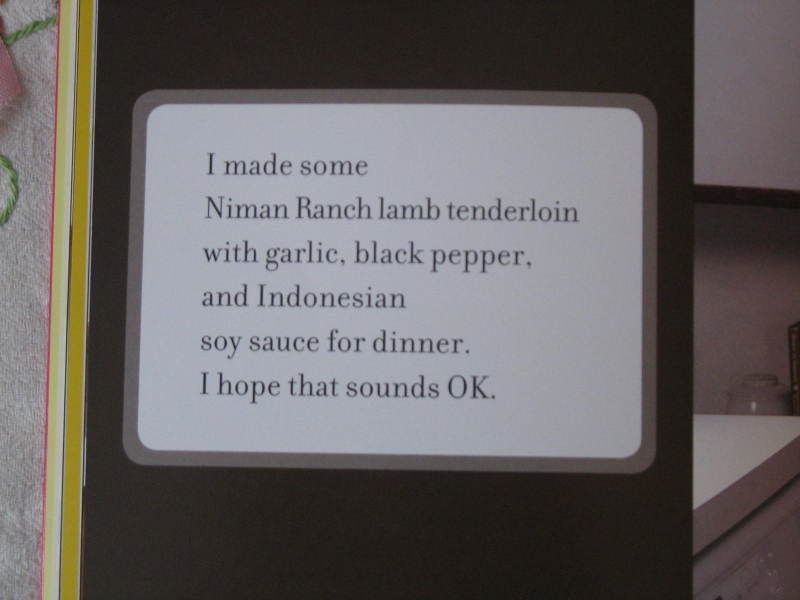 I made some
Niman Ranch lamb tenderloin
with garlic, black pepper,
and Indonesian
soy sauce for dinner.
I hope that sounds OK.